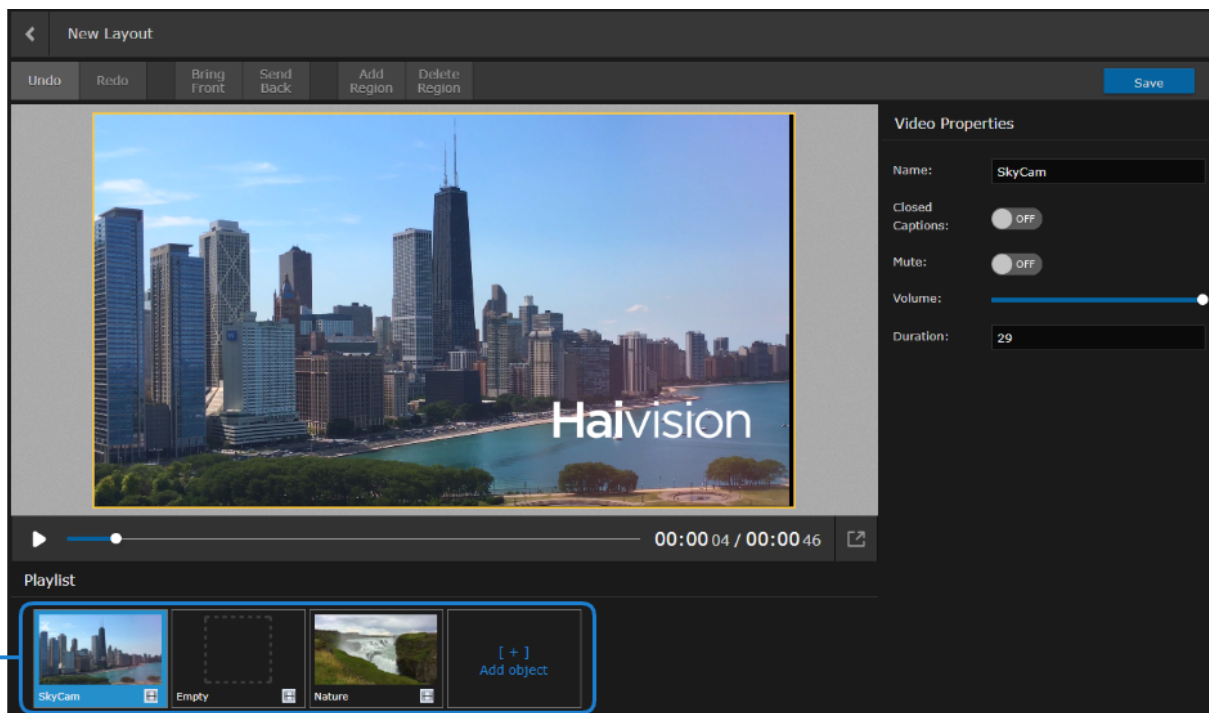 New Layout
Undo
Redo
Bring
Front
Send
Back
Add
Region
Delete
Region
Save
Haivision
Video Properties
Name:
SkyCam
Closed
Captions:
OFF
Mute:
OFF
Volume:
Duration:
29
00:00 04 / 00:00 46
Playlist
SkyCam
Empty
Nature
[ + ]
Add object